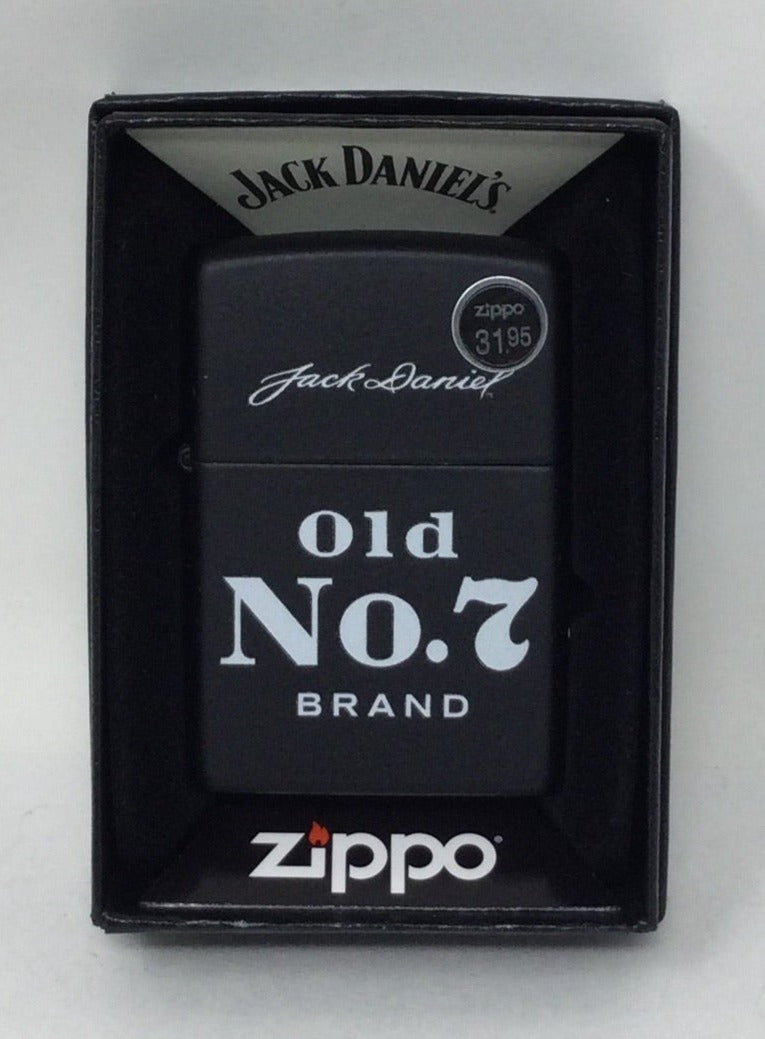 JACK DANIEL'S
zippo
31.95
Jack Daniel
Old
No.7
BRAND
zippo